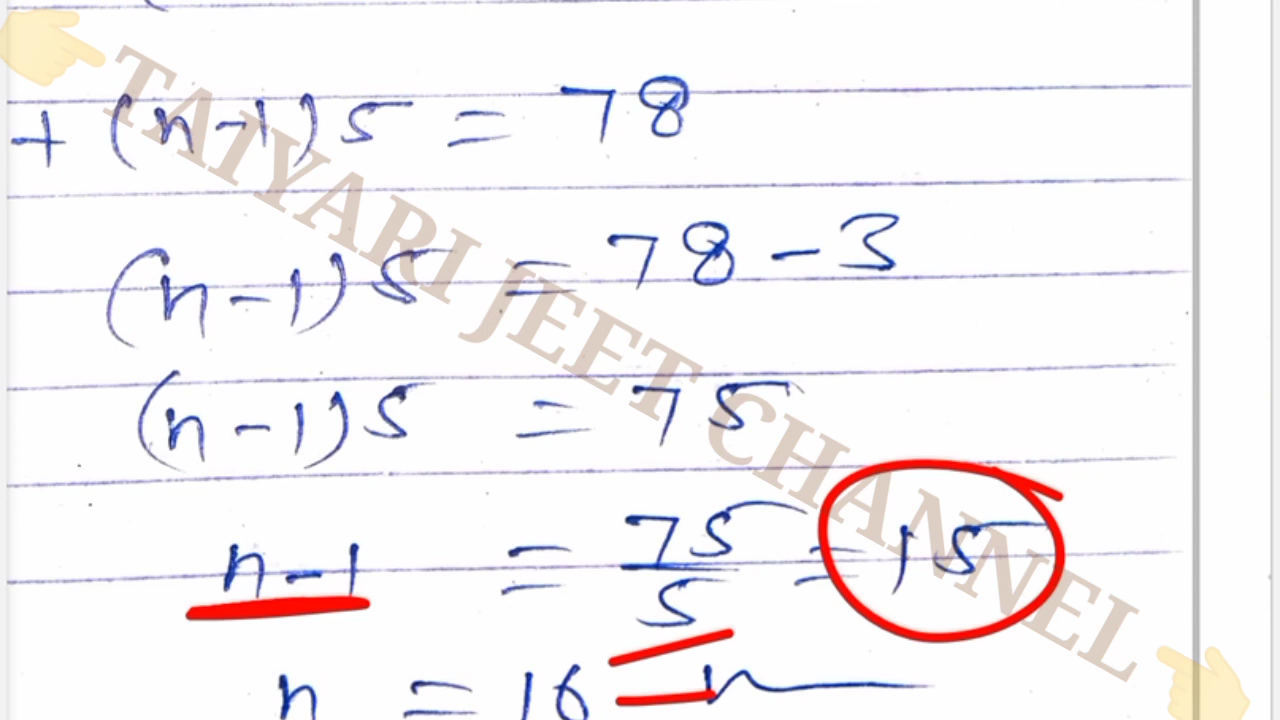 + (n-1)5 = 78
(n-1)5 = 78-3
(n-1)5 = 75
n-1 = 75/5 = 15
n = 16
TAIYARI JEET CHANNEL